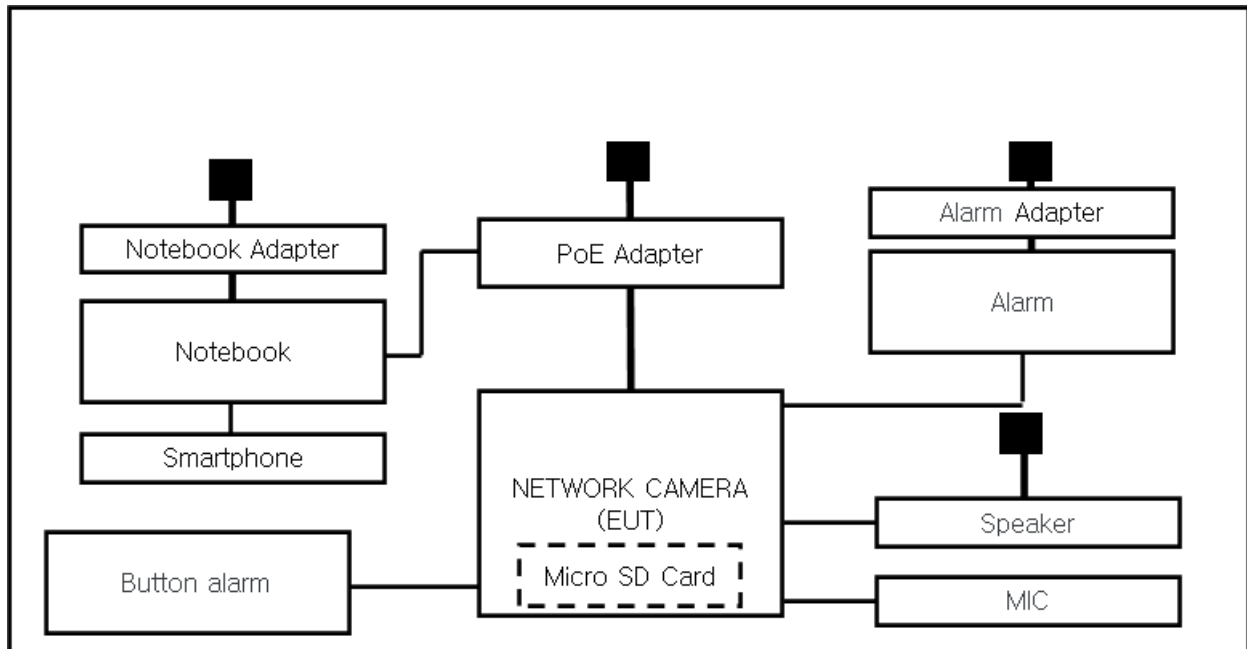 Notebook Adapter
PoE Adapter
Alarm Adapter
Notebook
Alarm
Smartphone
NETWORK CAMERA
(EUT)
Micro SD Card
Speaker
Button alarm
MIC